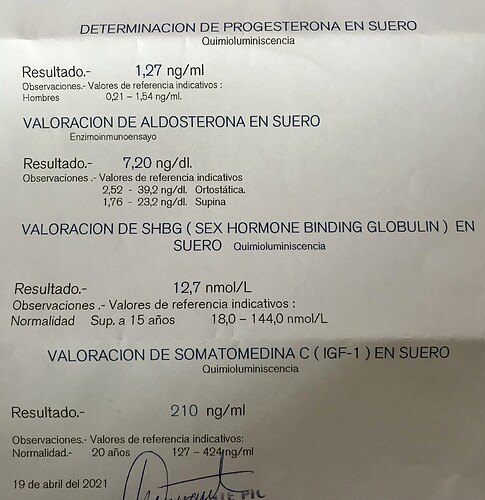 DETERMINACION DE PROGESTERONA EN SUERO
Quimioluminiscencia
Resultado.- 1,27 ng/ml
Observaciones.- Valores de referencia indicativos :
Hombres 0,21 – 1,54 ng/ml.
VALORACION DE ALDOSTERONA EN SUERO
Enzimoinmunoensayo
Resultado.- 7,20 ng/dl.
Observaciones .- Valores de referencia indicativos
2,52 - 39,2 ng/dl. Ortostática.
1,76 - 23,2 ng/dl. Supina
VALORACION DE SHBG ( SEX HORMONE BINDING GLOBULIN ) EN
SUERO Quimioluminiscencia
Resultado.- 12,7 nmol/L
Observaciones .- Valores de referencia indicativos :
Normalidad Sup. a 15 años 18,0 – 144,0 nmol/L
VALORACION DE SOMATOMEDINA C ( IGF-1 ) EN SUERO
Quimioluminiscencia
Resultado.- 210 ng/ml
Observaciones.- Valores de referencia indicativos:
Normalidad.- 20 años 127 – 424 ng/ml
19 de abril del 2021